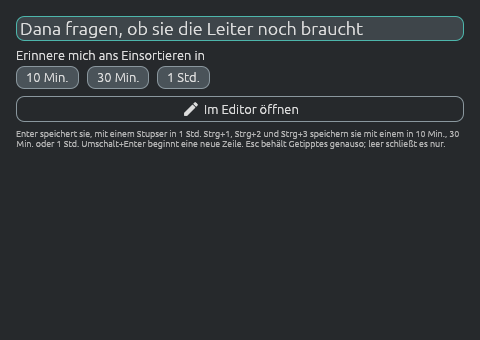 Dana fragen, ob sie die Leiter noch braucht
Erinnere mich ans Einsortieren in
10 Min.
30 Min.
1 Std.
Im Editor öffnen
Enter speichert sie, mit einem Stupser in 1 Std. Strg+1, Strg+2 und Strg+3 speichern sie mit einem in 10 Min., 30
Min. oder 1 Std. Umschalt+Enter beginnt eine neue Zeile. Esc behält Getipptes genauso; leer schließt es nur.